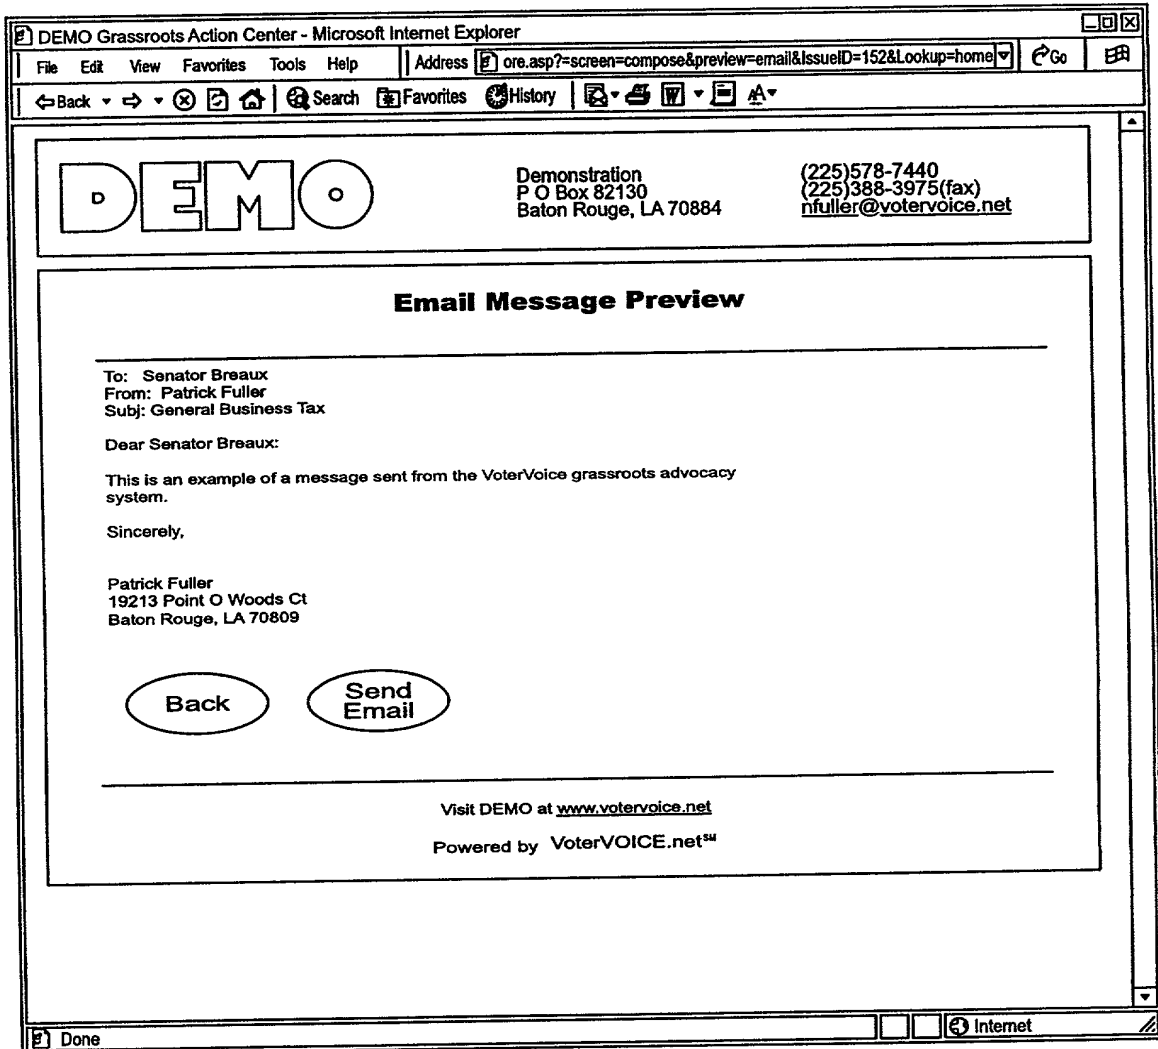 DEMO Grassroots Action Center - Microsoft Internet Explorer
File Edit View Favorites Tools Help Address ore.asp?=screen=compose&preview=email&IssueID=152&Lookup=home Go
Back Search Favorites History
DEMO
Demonstration
P O Box 82130
Baton Rouge, LA 70884
(225)578-7440
(225)388-3975(fax)
nfuller@votervoice.net
Email Message Preview
To: Senator Breaux
From: Patrick Fuller
Subj: General Business Tax
Dear Senator Breaux:
This is an example of a message sent from the VoterVoice grassroots advocacy
system.
Sincerely,
Patrick Fuller
19213 Point O Woods Ct
Baton Rouge, LA 70809
Back
Send
Email
Visit DEMO at www.votervoice.net
Powered by VoterVOICE.net℠
Done
Internet